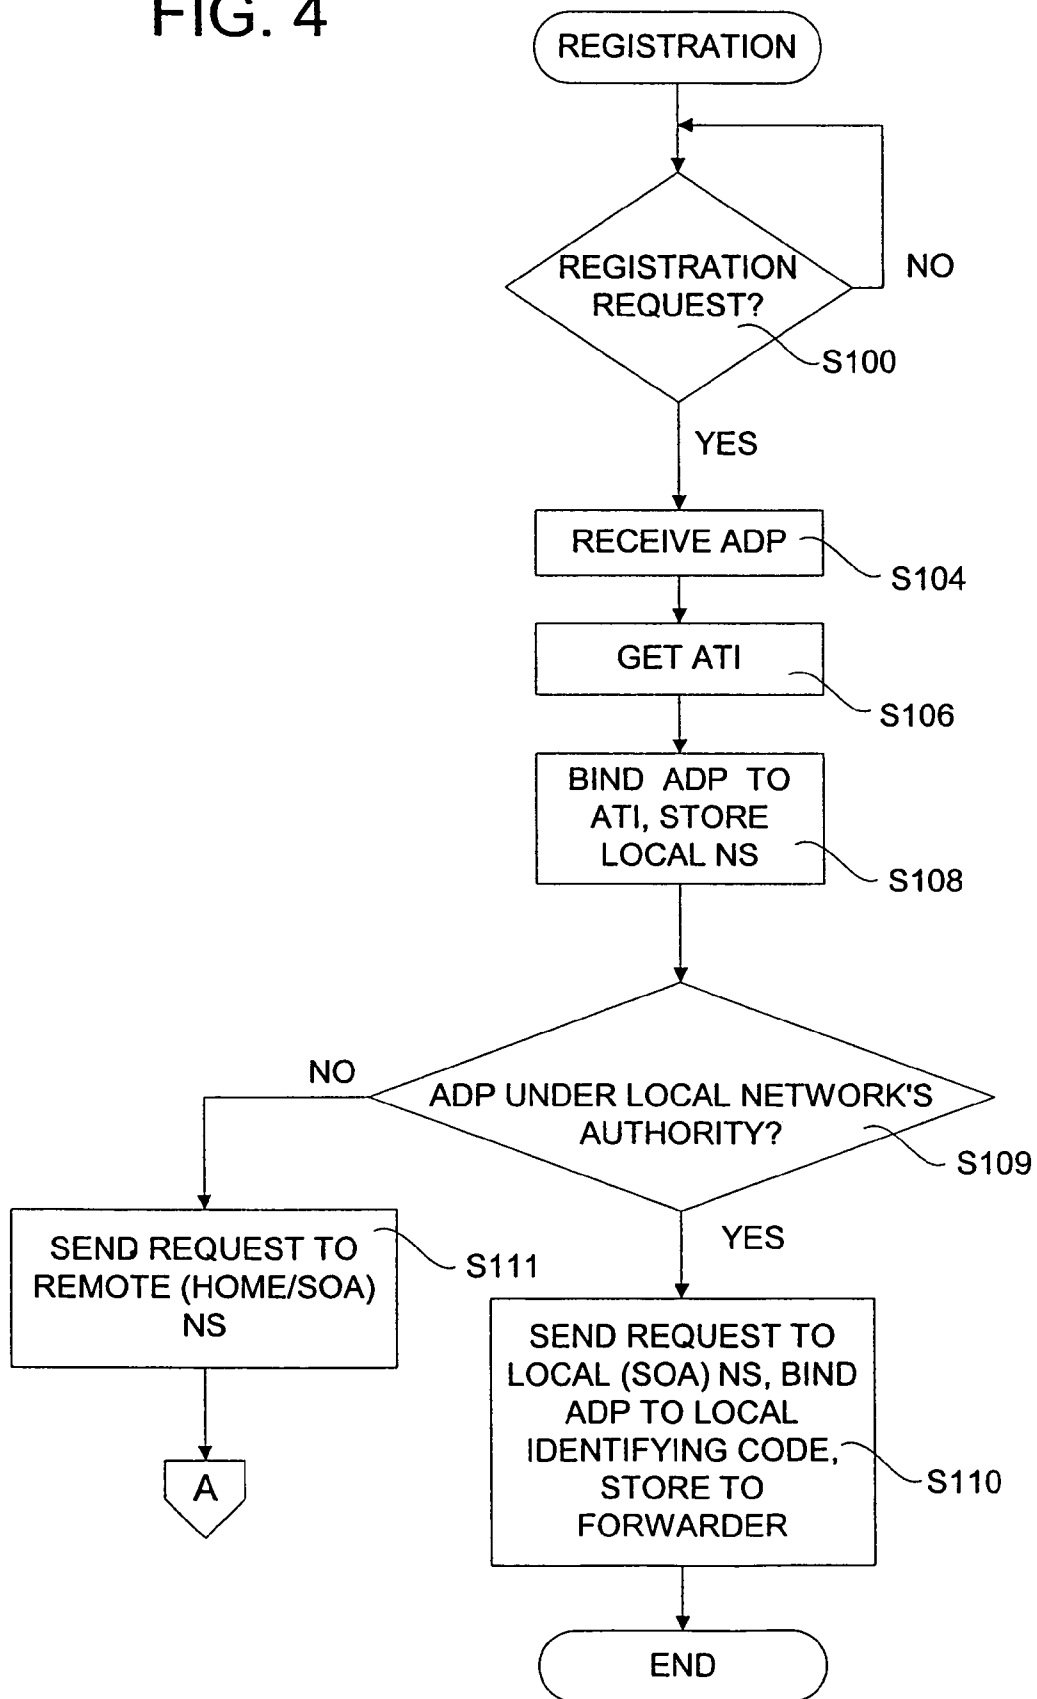 FIG. 4
REGISTRATION
REGISTRATION
REQUEST?
NO
S100
YES
RECEIVE ADP
S104
GET ATI
S106
BIND ADP TO
ATI, STORE
LOCAL NS
S108
NO
ADP UNDER LOCAL NETWORK'S
AUTHORITY?
S109
YES
SEND REQUEST TO
REMOTE (HOME/SOA)
NS
S111
SEND REQUEST TO
LOCAL (SOA) NS, BIND
ADP TO LOCAL
IDENTIFYING CODE,
STORE TO
FORWARDER
S110
A
END